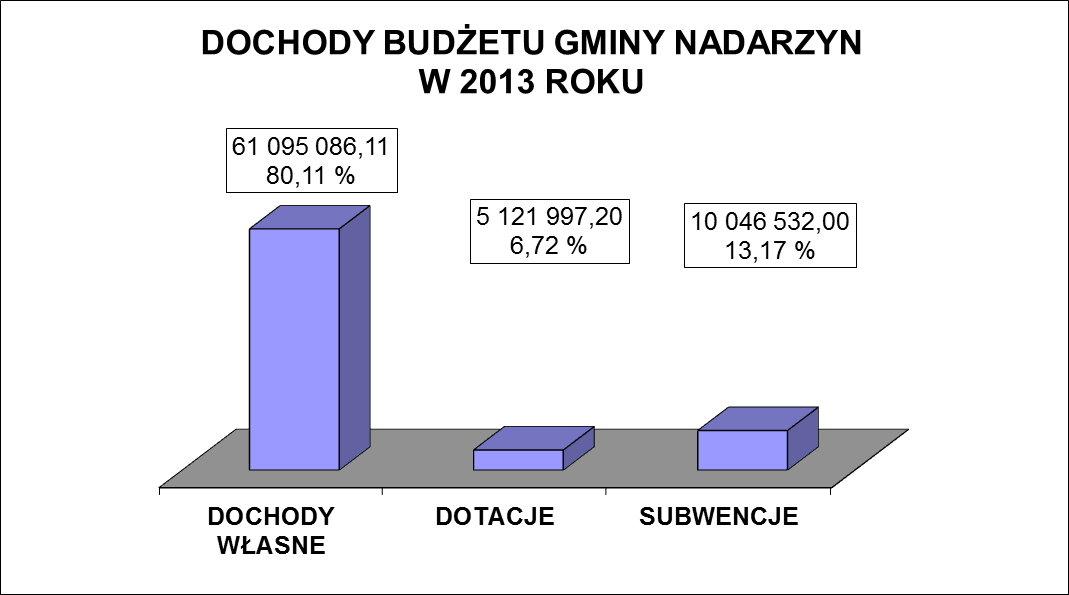 DOCHODY BUDŻETU GMINY NADARZYN
W 2013 ROKU
61 095 086,11
80,11 %
5 121 997,20
6,72 %
10 046 532,00
13,17 %
DOCHODY
WŁASNE
DOTACJE
SUBWENCJE